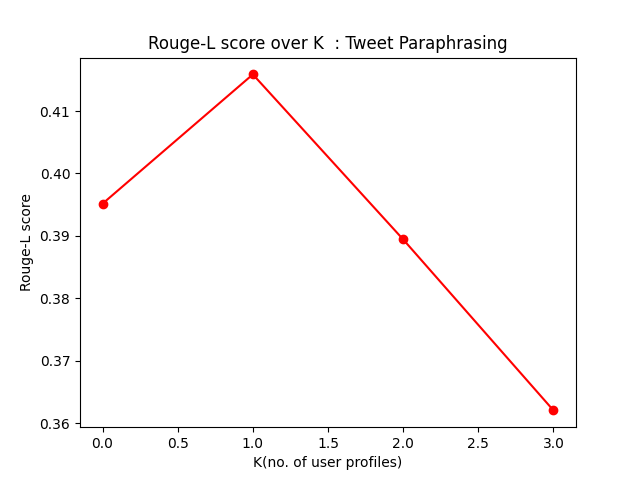 Rouge-L score over K  : Tweet Paraphrasing
0.41
0.40
0.39
0.38
0.37
0.36
Rouge-L score
0.0 0.5 1.0 1.5 2.0 2.5 3.0
K(no. of user profiles)